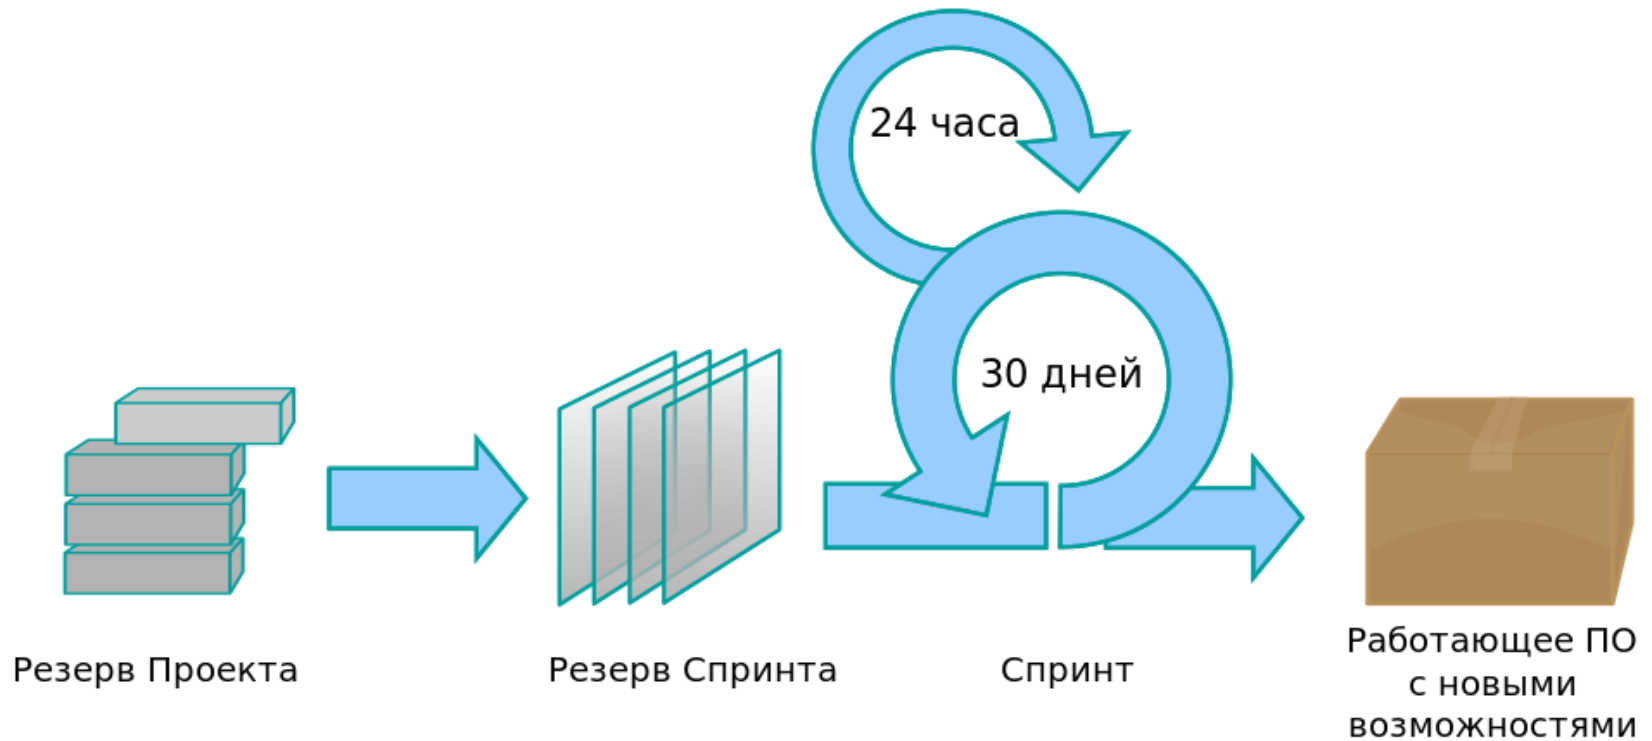 24 часа
30 дней
Резерв Проекта
Резерв Спринта
Спринт
Работающее ПО
с новыми
возможностями